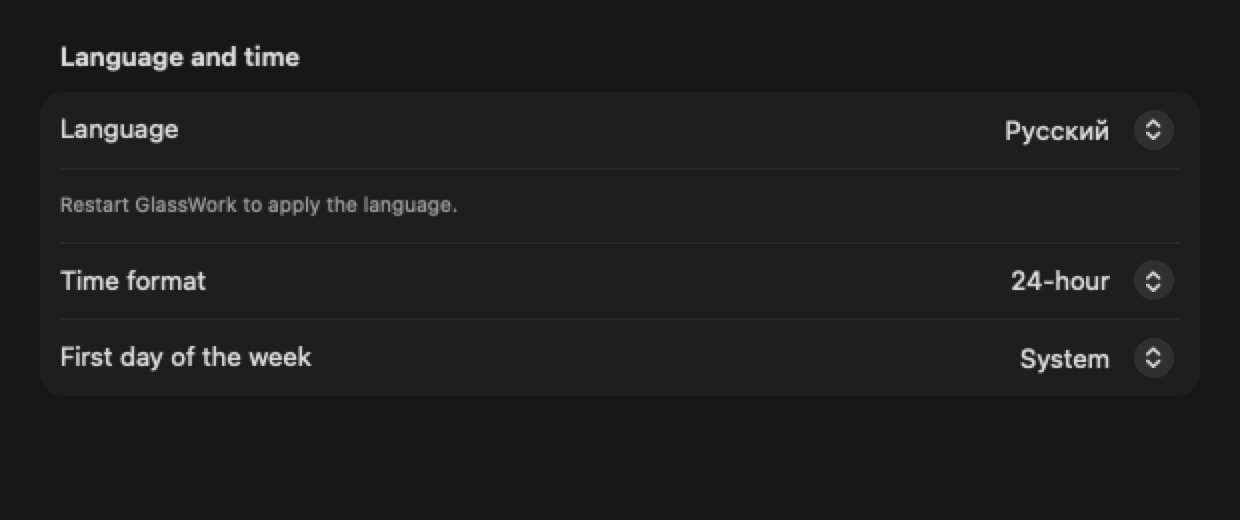 Language and time
Language
Русский
Restart GlassWork to apply the language.
Time format
24-hour
First day of the week
System